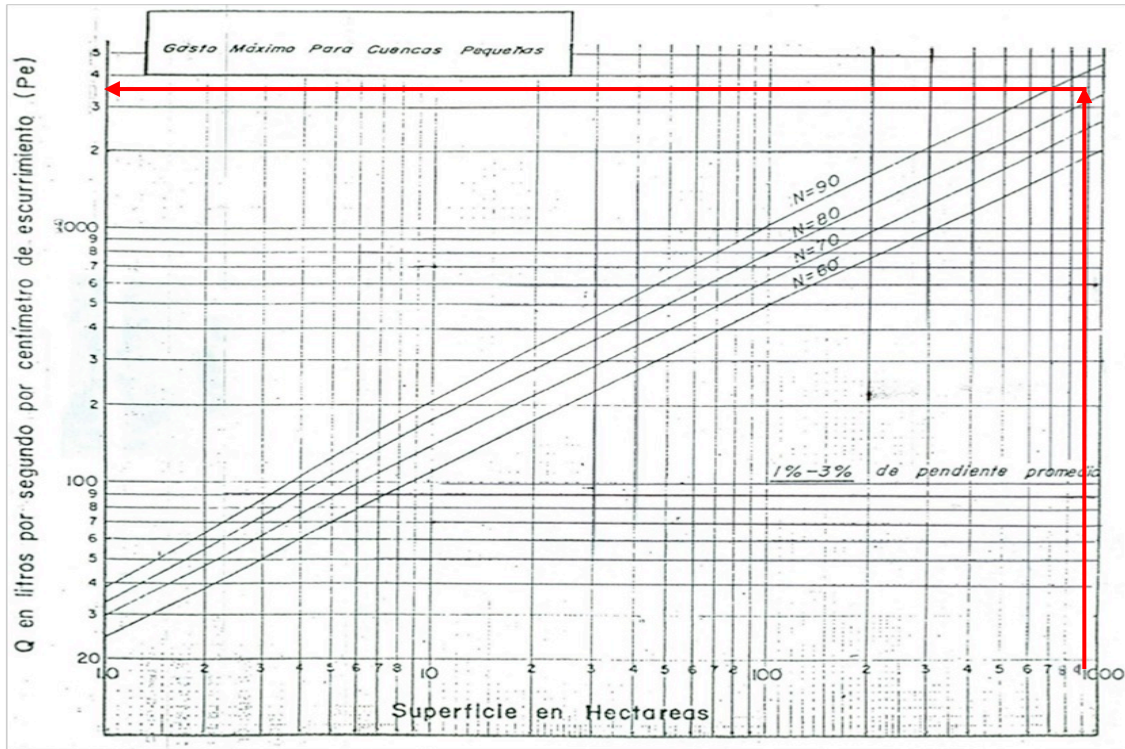 Gasto Máximo Para Cuencas Pequeñas
Q en litros por segundo por centímetro de escurrimiento (Pe)
5
4
3
2
1000
9
8
7
6
5
4
3
2
100
9
8
7
6
5
4
3
20
N=90
N=80
N=70
N=60
1%-3% de pendiente promedio
1.0 2 3 4 5 6 7 8 10 2 3 4 5 6 7 8 100 2 3 4 5 6 7 8 9 1000
Superficie en Hectareas